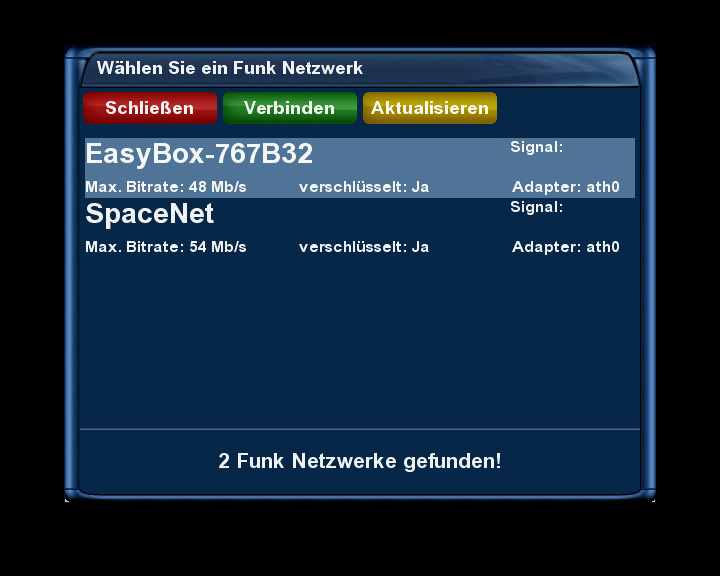 Wählen Sie ein Funk Netzwerk
Schließen Verbinden Aktualisieren
EasyBox-767B32 Signal:
Max. Bitrate: 48 Mb/s verschlüsselt: Ja Adapter: ath0
SpaceNet Signal:
Max. Bitrate: 54 Mb/s verschlüsselt: Ja Adapter: ath0
2 Funk Netzwerke gefunden!